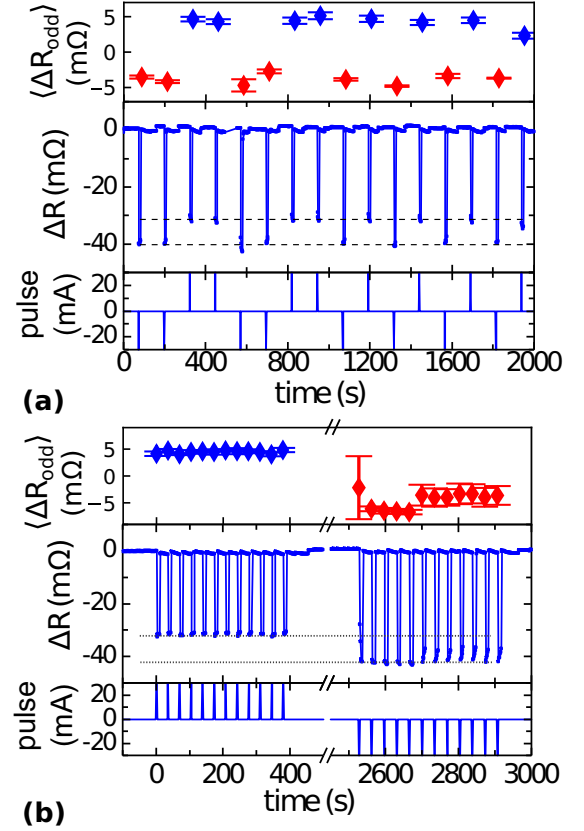 ⟨ΔR_odd⟩
(mΩ)
5
0
-5
ΔR (mΩ)
0
-20
-40
pulse
(mA)
20
0
-20
0 400 800 1200 1600 2000
time (s)
(a)
⟨ΔR_odd⟩
(mΩ)
5
0
-5
ΔR (mΩ)
0
-20
-40
pulse
(mA)
20
0
-20
0 200 400 2600 2800 3000
time (s) time (s)
(b)